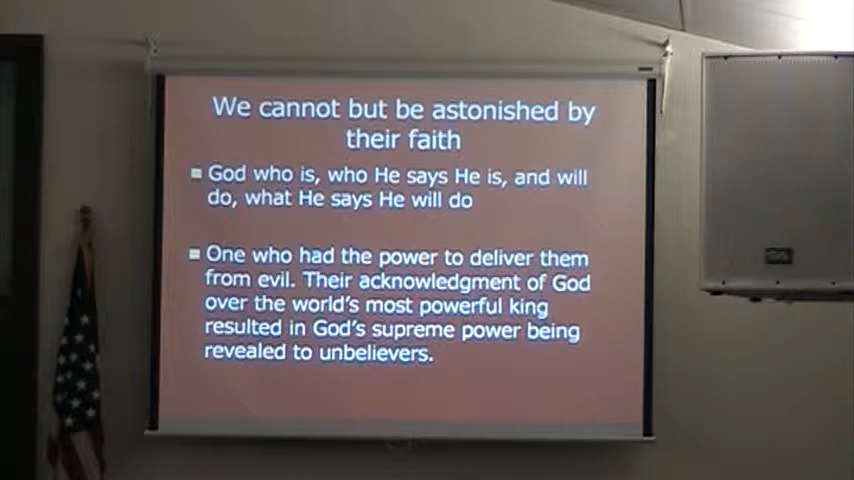 We cannot but be astonished by
their faith
God who is, who He says He is, and will
do, what He says He will do
One who had the power to deliver them
from evil. Their acknowledgment of God
over the world's most powerful king
resulted in God's supreme power being
revealed to unbelievers.